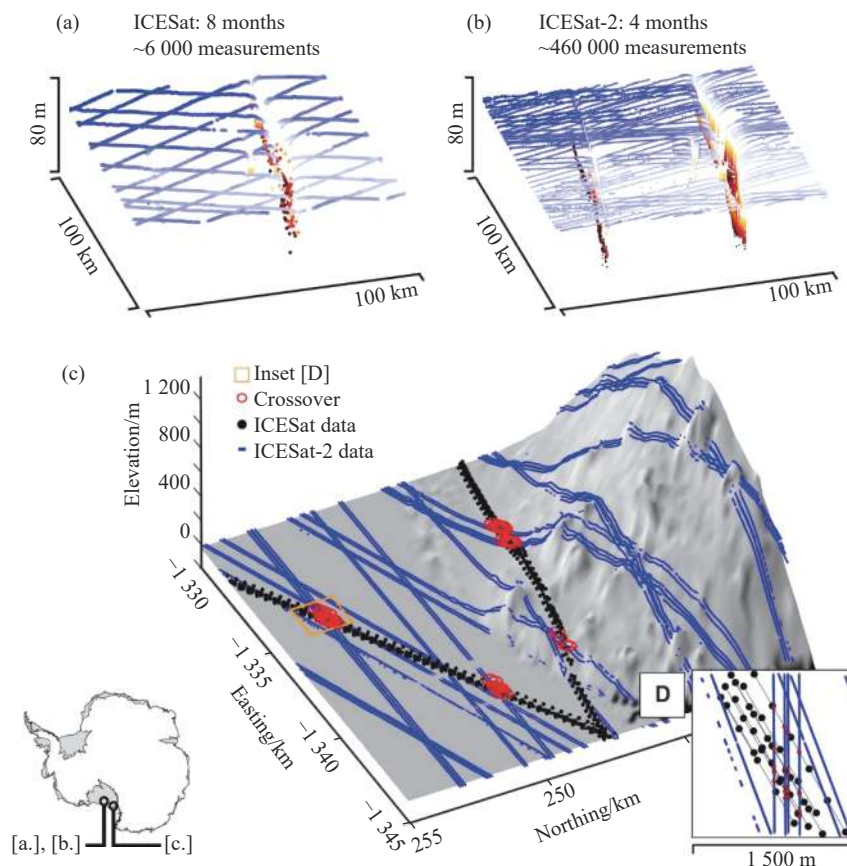 (a)
ICESat: 8 months
~6 000 measurements
80 m
100 km
100 km
(b)
ICESat-2: 4 months
~460 000 measurements
80 m
100 km
100 km
(c)
Inset [D]
Crossover
ICESat data
ICESat-2 data
Elevation/m
1 200
800
400
0
−1 330
−1 335
−1 340
−1 345
Easting/km
255
250
Northing/km
D
1 500 m
[a.], [b.]
[c.]